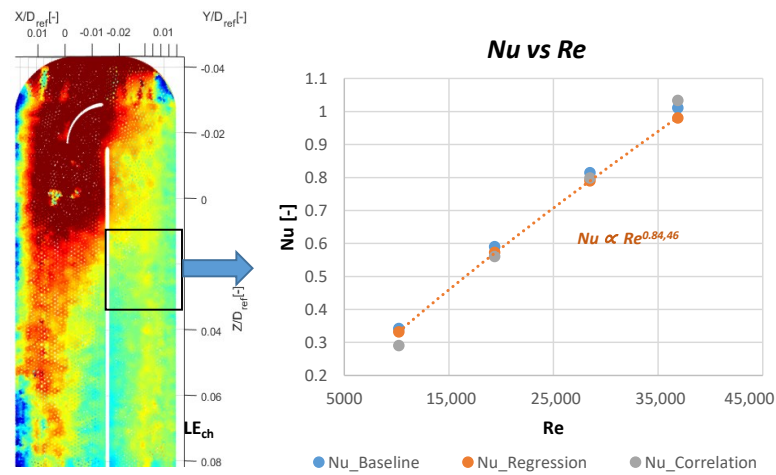 X/D_ref[-]
Y/D_ref[-]
0.01 0 -0.01 -0.02 0.01
-0.04
-0.02
0
0.04
0.06
0.08
Z/D_ref[-]
LE_ch
Nu vs Re
Nu [-]
1.1
1
0.9
0.8
0.7
0.6
0.5
0.4
0.3
0.2
Nu ∝ Re^0.84,46
5000 15,000 25,000 35,000 45,000
Re
Nu_Baseline Nu_Regression Nu_Correlation